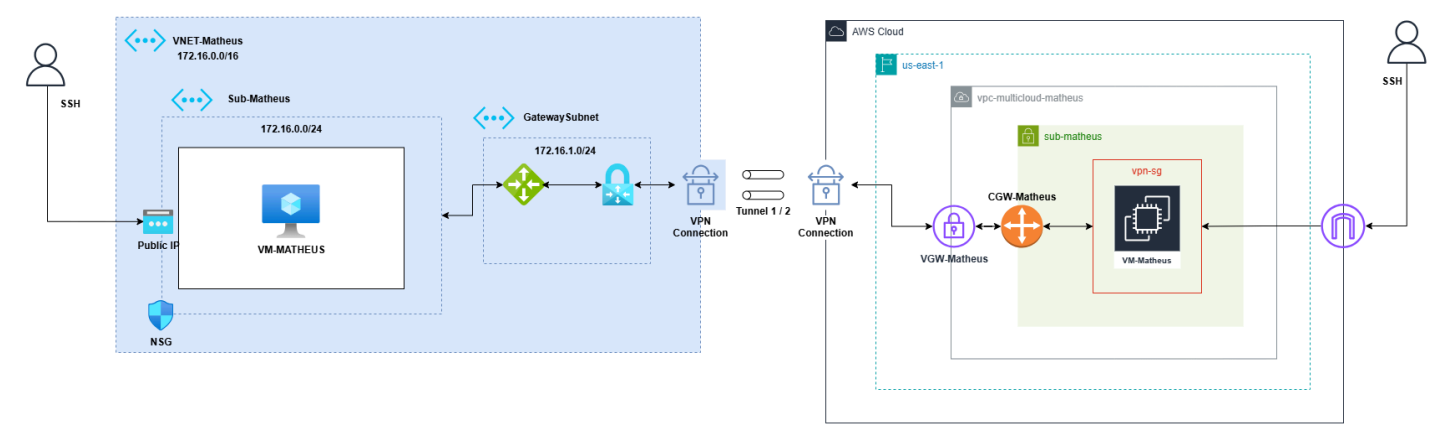 VNET-Matheus
172.16.0.0/16
SSH
Sub-Matheus
172.16.0.0/24
Public IP
VM-MATHEUS
NSG
GatewaySubnet
172.16.1.0/24
VPN
Connection
Tunnel 1 / 2
VPN
Connection
AWS Cloud
us-east-1
vpc-multicloud-matheus
sub-matheus
vpn-sg
CGW-Matheus
VGW-Matheus
VM-Matheus
SSH